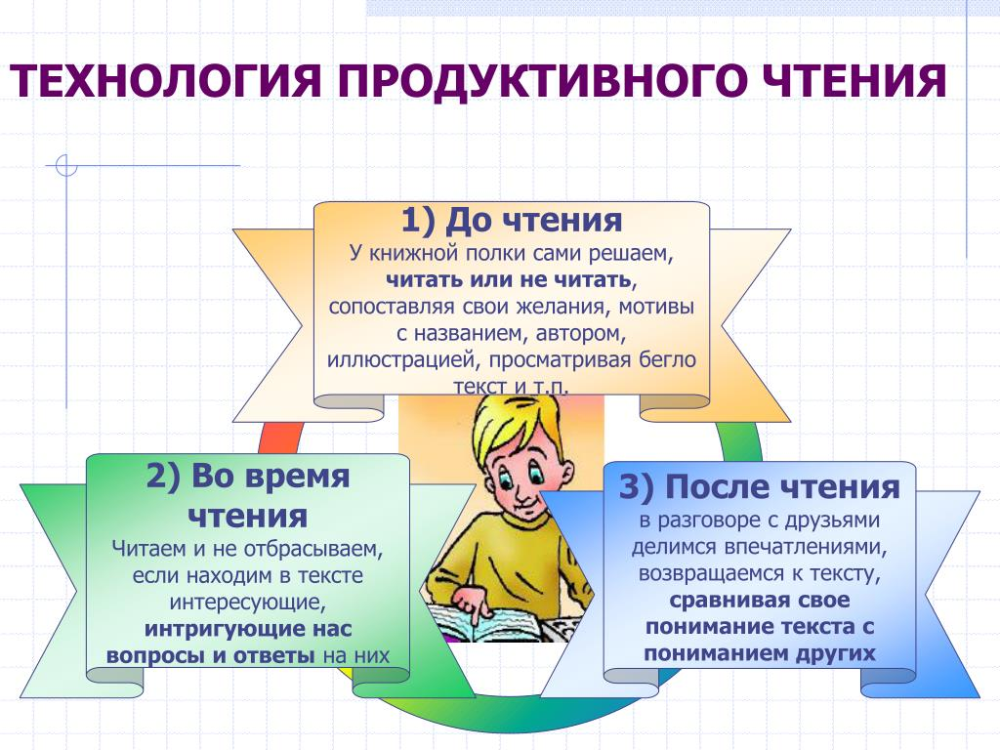 ТЕХНОЛОГИЯ ПРОДУКТИВНОГО ЧТЕНИЯ
1) До чтения
У книжной полки сами решаем,
читать или не читать,
сопоставляя свои желания, мотивы
с названием, автором,
иллюстрацией, просматривая бегло
текст и т.п.
2) Во время
чтения
Читаем и не отбрасываем,
если находим в тексте
интересующие,
интригующие нас
вопросы и ответы на них
3) После чтения
в разговоре с друзьями
делимся впечатлениями,
возвращаемся к тексту,
сравнивая свое
понимание текста с
пониманием других